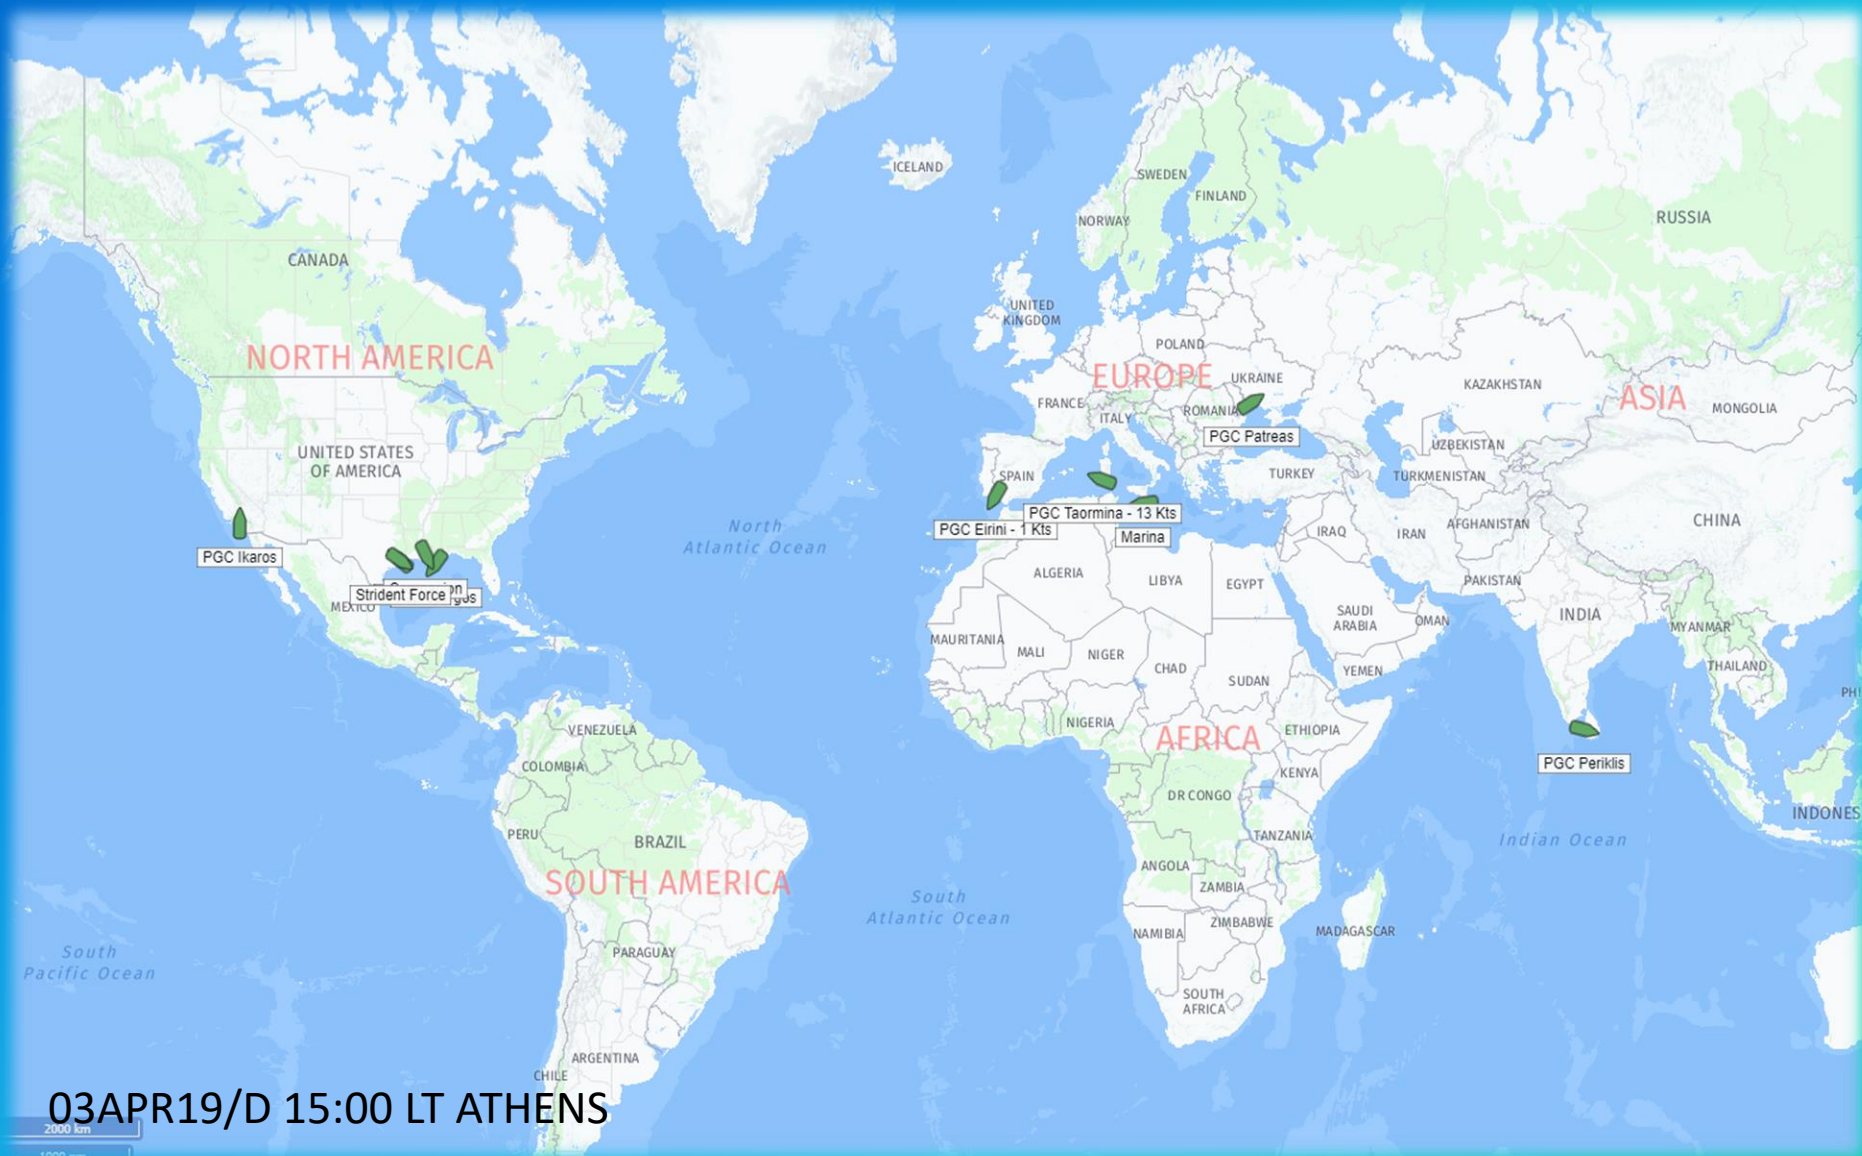 ICELAND
SWEDEN
FINLAND
NORWAY
RUSSIA
CANADA
UNITED
KINGDOM
NORTH AMERICA
POLAND
EUROPE
UKRAINE
KAZAKHSTAN
ASIA
MONGOLIA
FRANCE
ITALY
ROMANIA
PGC Patreas
UZBEKISTAN
UNITED STATES
OF AMERICA
SPAIN
TURKEY
TURKMENISTAN
North
Atlantic Ocean
PGC Taormina - 13 Kts
PGC Eirini - 1 Kts
Marina
IRAQ
IRAN
AFGHANISTAN
CHINA
PGC Ikaros
ALGERIA
LIBYA
EGYPT
PAKISTAN
Strident Force
MEXICO
SAUDI
ARABIA
OMAN
INDIA
MYANMAR
MAURITANIA
MALI
NIGER
CHAD
SUDAN
YEMEN
THAILAND
PH
VENEZUELA
NIGERIA
AFRICA
ETHIOPIA
PGC Periklis
COLOMBIA
KENYA
DR CONGO
INDONES
PERU
BRAZIL
TANZANIA
Indian Ocean
ANGOLA
ZAMBIA
SOUTH AMERICA
South
Atlantic Ocean
ZIMBABWE
NAMIBIA
MADAGASCAR
South
Pacific Ocean
PARAGUAY
SOUTH
AFRICA
ARGENTINA
CHILE
03APR19/D 15:00 LT ATHENS
2000 km